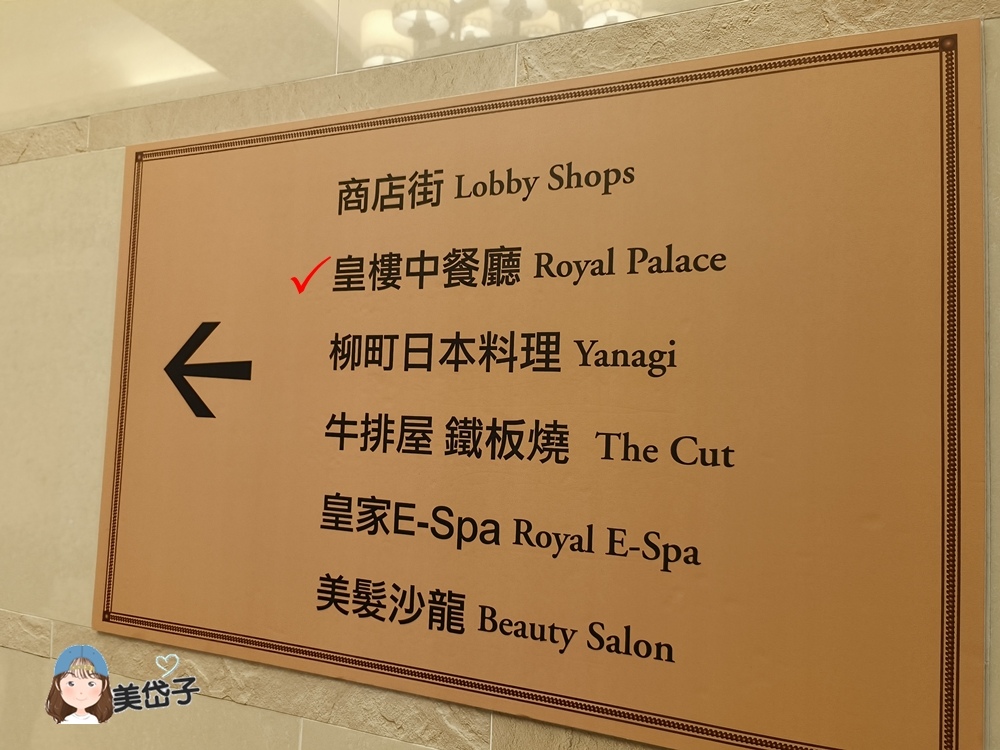 商店街 Lobby Shops
皇樓中餐廳 Royal Palace
柳町日本料理 Yanagi
牛排屋 鐵板燒 The Cut
皇家E-Spa Royal E-Spa
美髮沙龍 Beauty Salon
美岱子